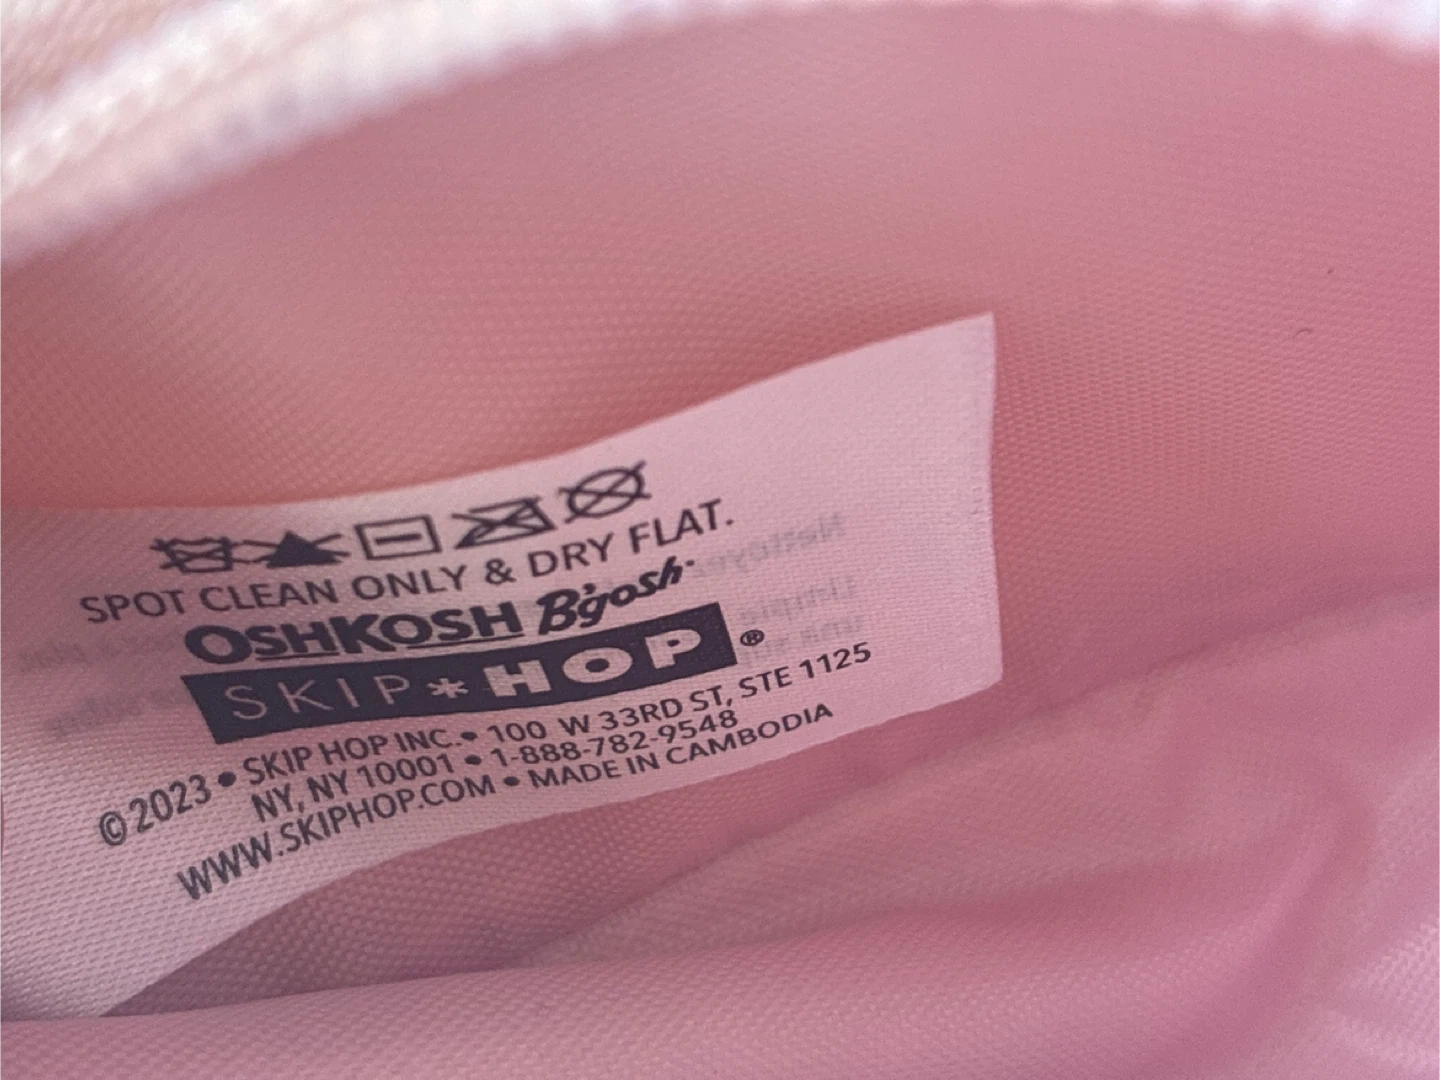 SPOT CLEAN ONLY & DRY FLAT.
OSHKOSH B'gosh
SKIP*HOP®
©2023 • SKIP HOP INC. • 100 W 33RD ST, STE 1125
NY, NY 10001 • 1-888-782-9548
WWW.SKIPHOP.COM • MADE IN CAMBODIA